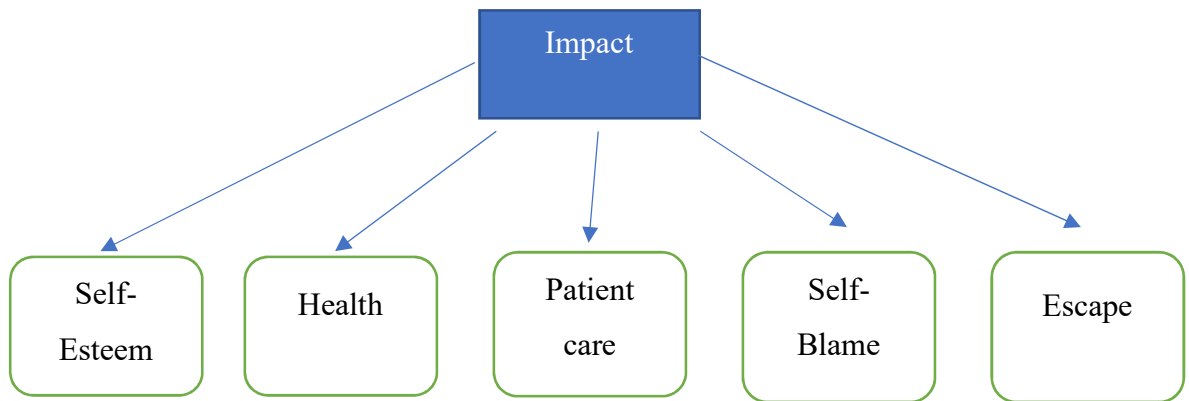 Impact
Self-
Esteem
Health
Patient
care
Self-
Blame
Escape